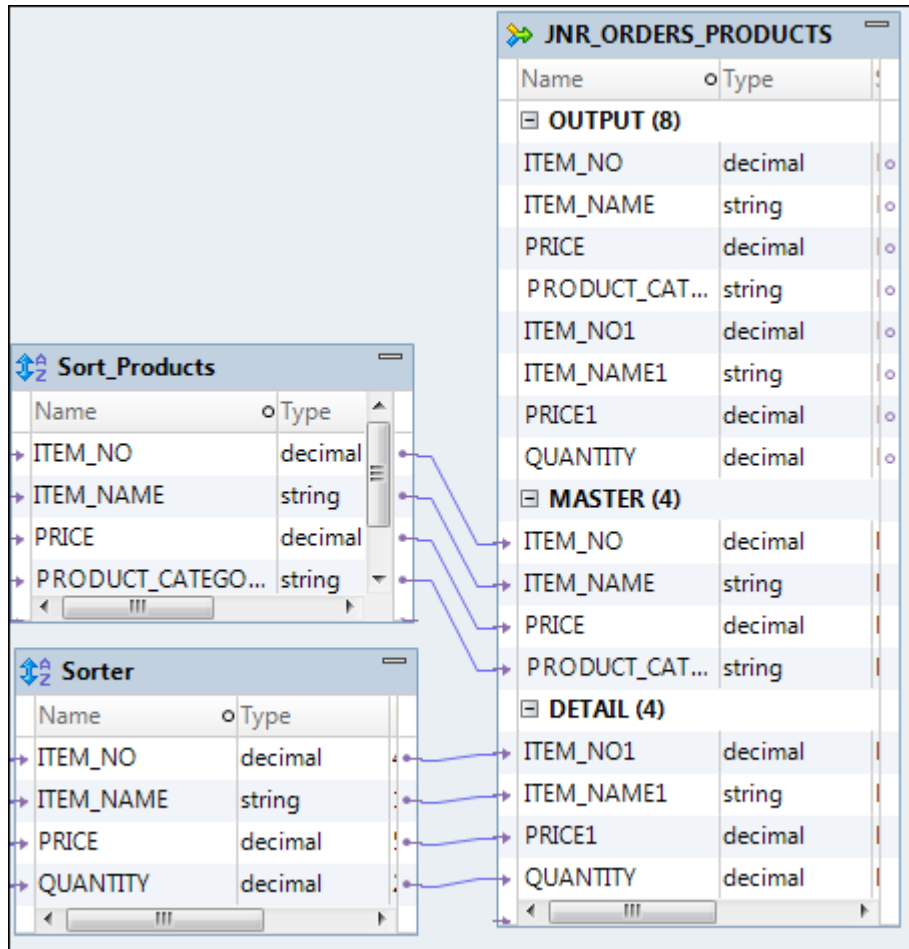 JNR_ORDERS_PRODUCTS
Name Type
OUTPUT (8)
ITEM_NO decimal
ITEM_NAME string
PRICE decimal
PRODUCT_CAT... string
ITEM_NO1 decimal
ITEM_NAME1 string
PRICE1 decimal
QUANTITY decimal
MASTER (4)
ITEM_NO decimal
ITEM_NAME string
PRICE decimal
PRODUCT_CAT... string
DETAIL (4)
ITEM_NO1 decimal
ITEM_NAME1 string
PRICE1 decimal
QUANTITY decimal
Sort_Products
Name Type
ITEM_NO decimal
ITEM_NAME string
PRICE decimal
PRODUCT_CATEGO... string
Sorter
Name Type
ITEM_NO decimal
ITEM_NAME string
PRICE decimal
QUANTITY decimal